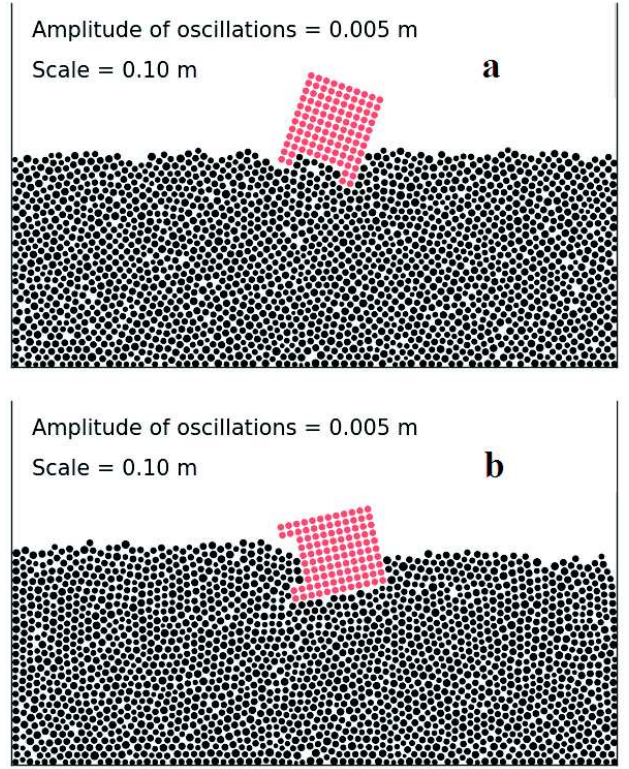 Amplitude of oscillations = 0.005 m
Scale = 0.10 m
a
Amplitude of oscillations = 0.005 m
Scale = 0.10 m
b